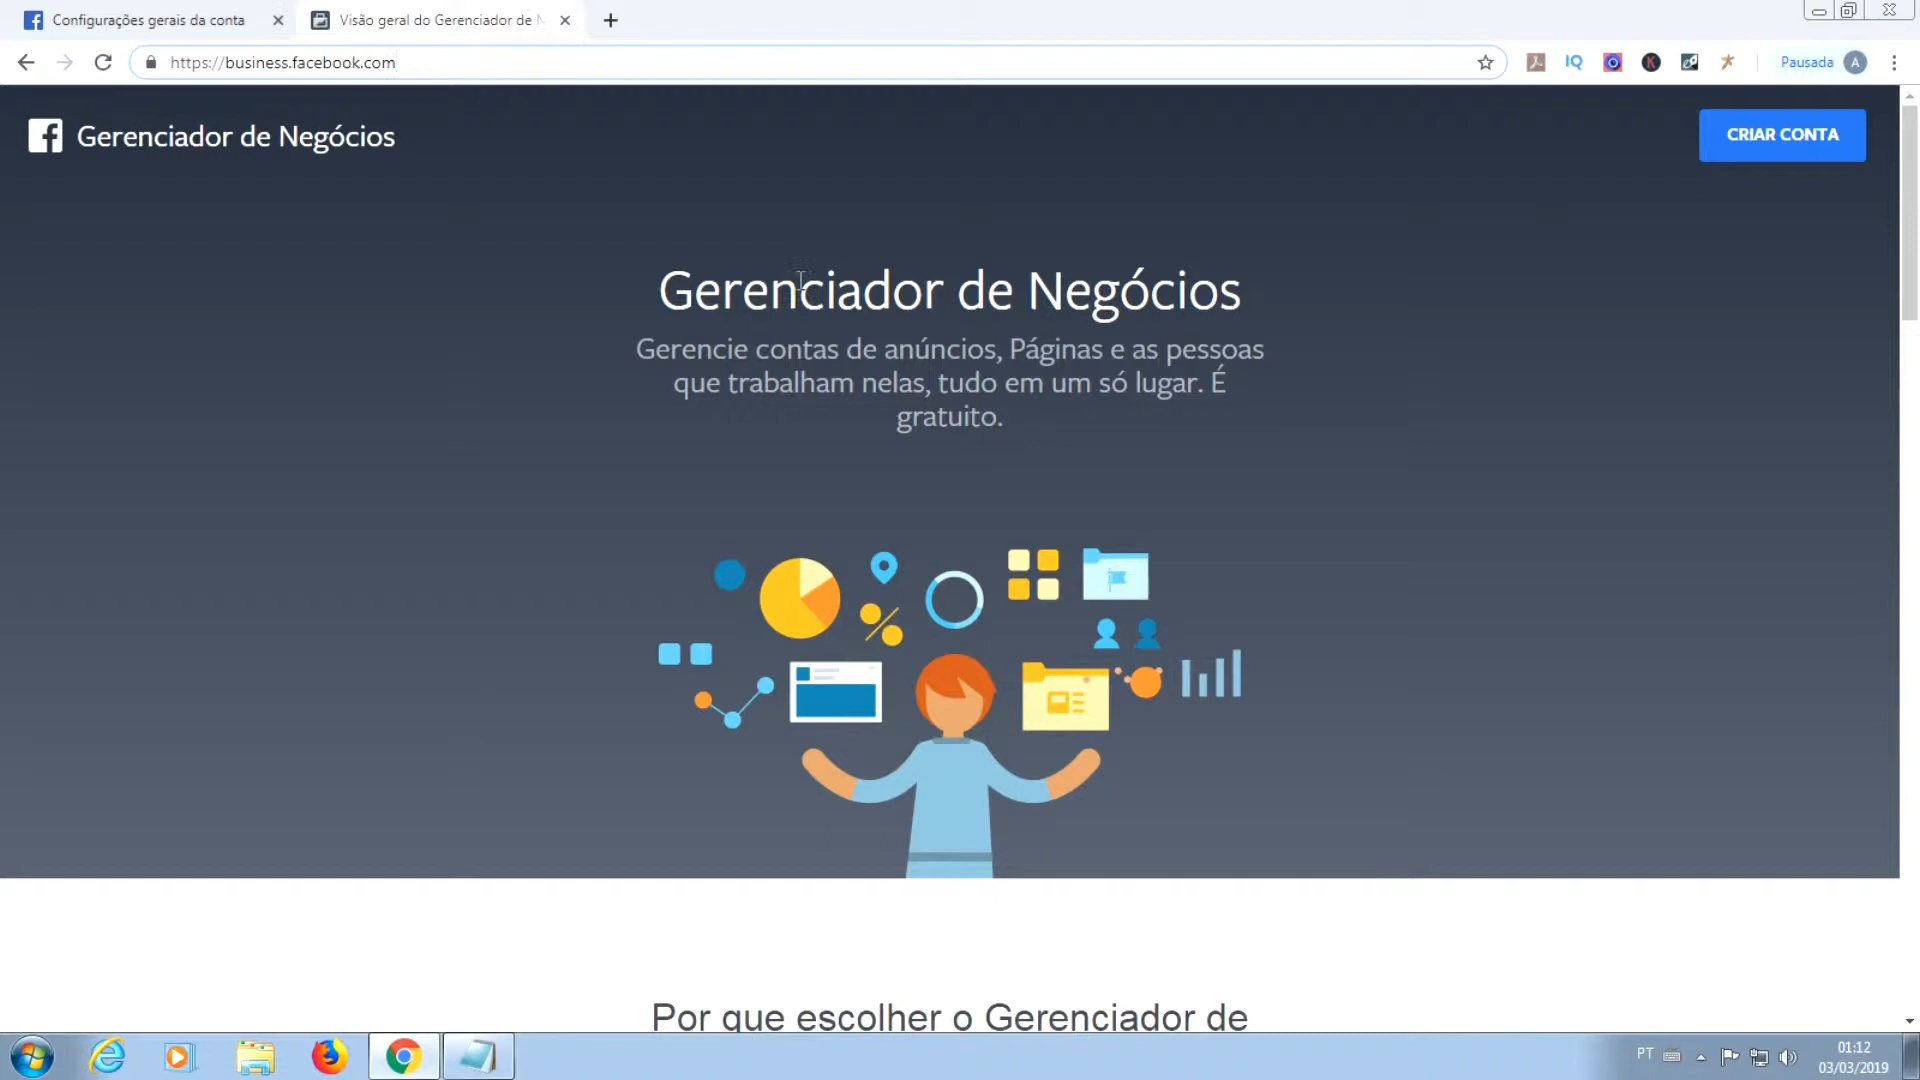 Configurações gerais da conta
Visão geral do Gerenciador de N
https://business.facebook.com
IQ
K
Pausada
A
Gerenciador de Negócios
CRIAR CONTA
Gerenciador de Negócios
Gerencie contas de anúncios, Páginas e as pessoas
que trabalham nelas, tudo em um só lugar. É
gratuito.
Por que escolher o Gerenciador de
PT
01:12
03/03/2019